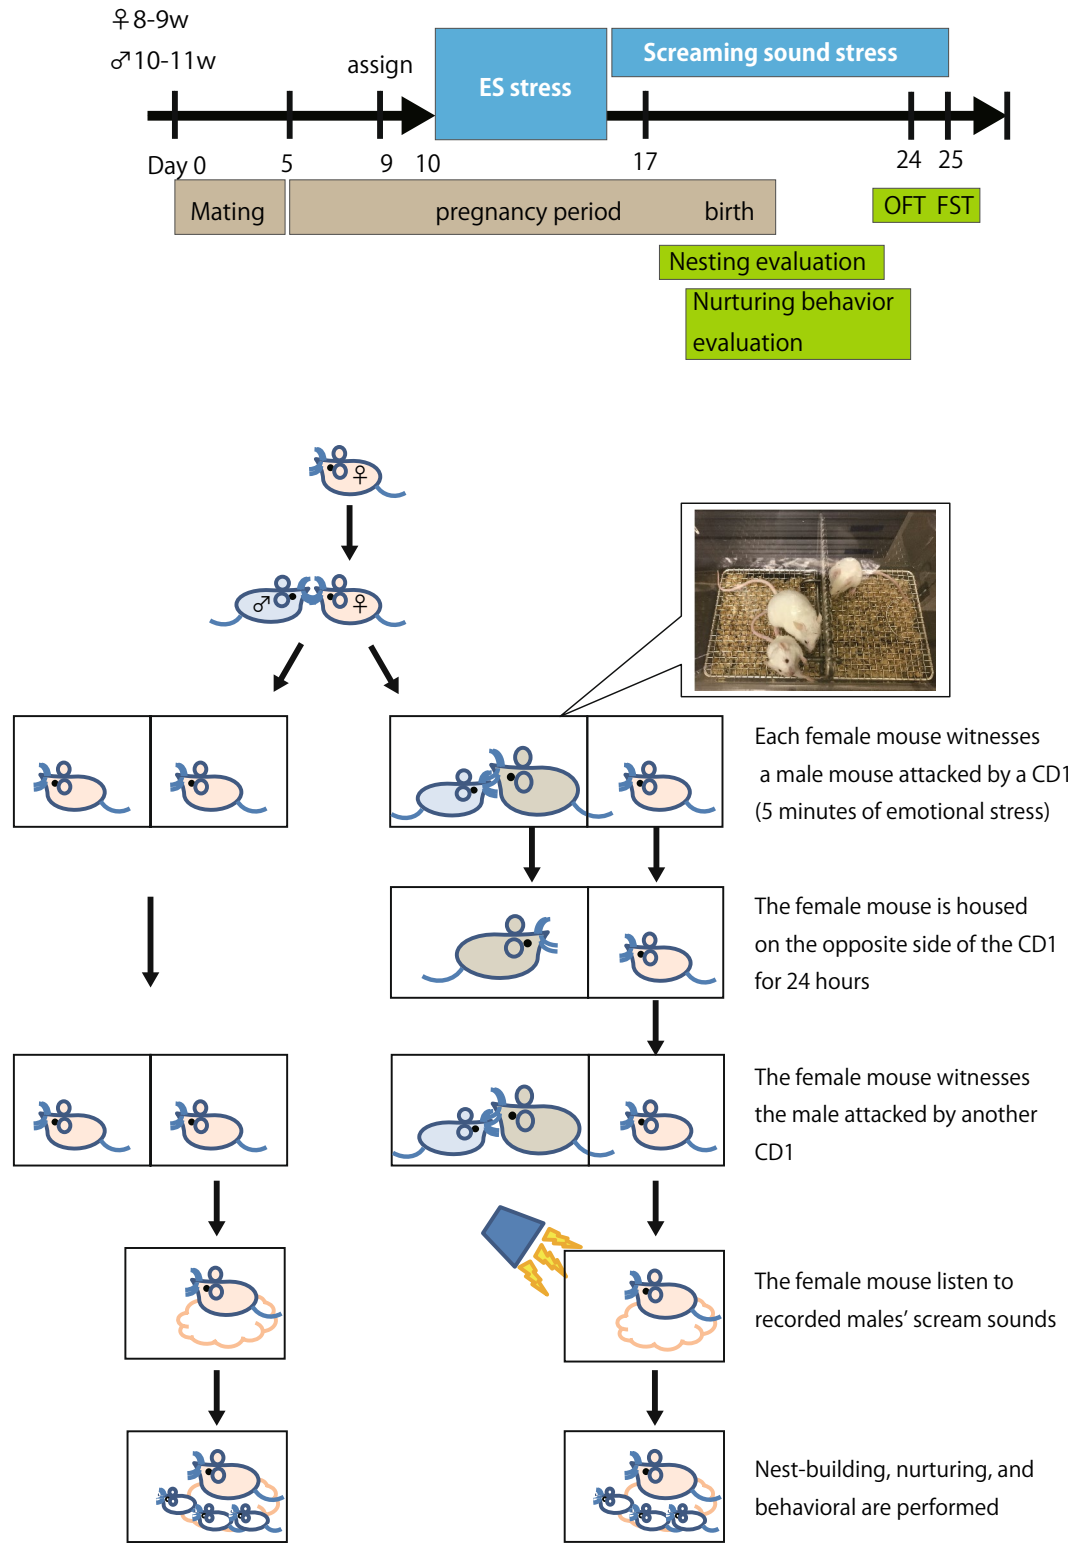 ♀8-9w
♂10-11w
assign
ES stress
Screaming sound stress
Day 0
5
9
10
17
24
25
Mating
pregnancy period
birth
OFT FST
Nesting evaluation
Nurturing behavior
evaluation
♀
♂
♀
Each female mouse witnesses
a male mouse attacked by a CD1
(5 minutes of emotional stress)
The female mouse is housed
on the opposite side of the CD1
for 24 hours
The female mouse witnesses
the male attacked by another
CD1
The female mouse listen to
recorded males’ scream sounds
Nest-building, nurturing, and
behavioral are performed